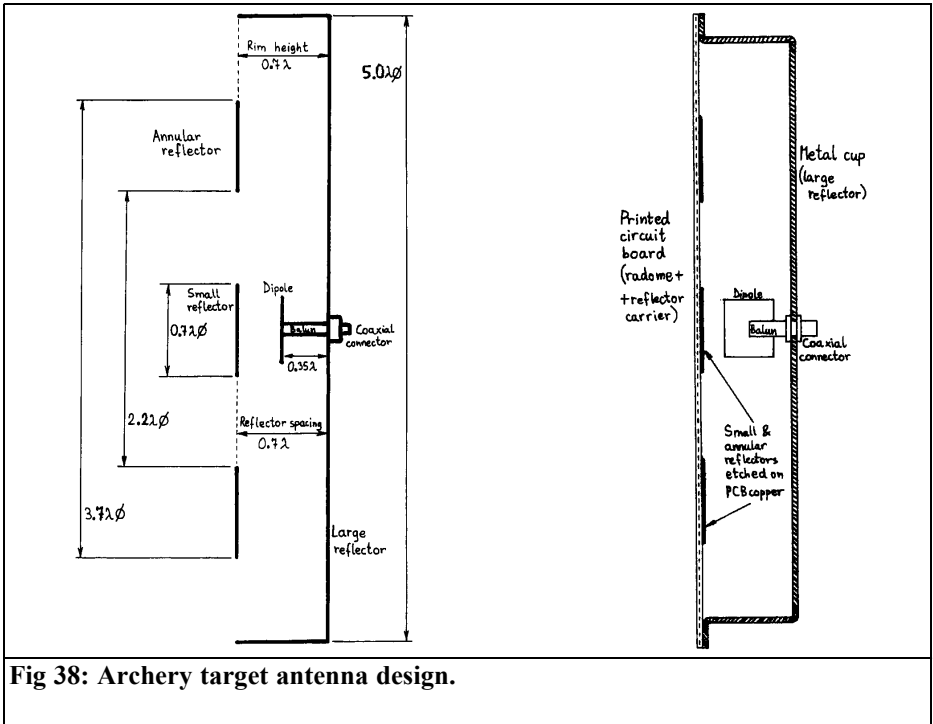 Rim height
0.7λ
5.0λø
Annular
reflector
Small
reflector
0.7λø
Dipole
Balun
Coaxial
connector
0.35λ
2.2λø
Reflector spacing
0.7λ
3.7λø
Large
reflector
Metal cup
(large
reflector)
Printed
circuit
board
(radome+
+reflector
carrier)
Dipole
Balun
Coaxial
connector
Small &
annular
reflectors
etched on
PCB copper
Fig 38: Archery target antenna design.